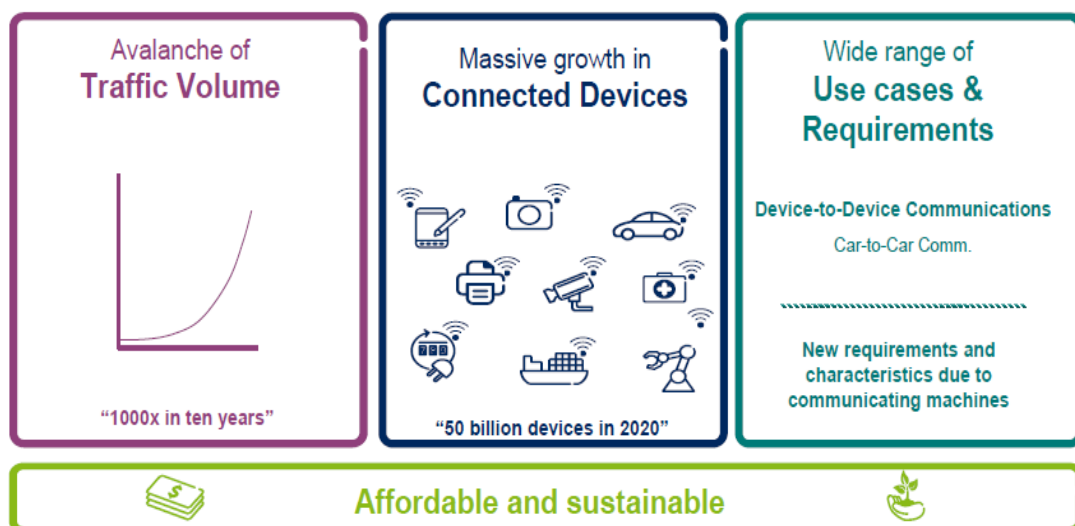 Avalanche of
Traffic Volume
“1000x in ten years”
Massive growth in
Connected Devices
“50 billion devices in 2020”
Wide range of
Use cases &
Requirements
Device-to-Device Communications
Car-to-Car Comm.
New requirements and
characteristics due to
communicating machines
$
Affordable and sustainable